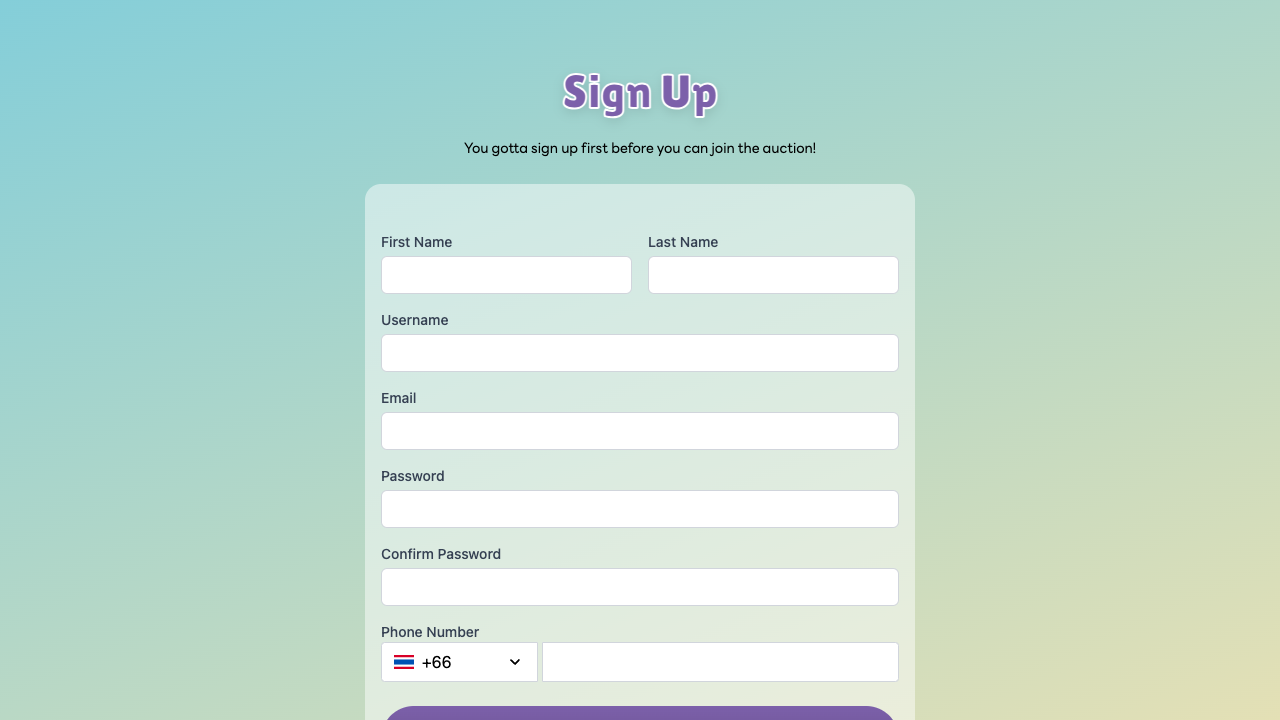 Sign Up
You gotta sign up first before you can join the auction!
First Name
Last Name
Username
Email
Password
Confirm Password
Phone Number
+66